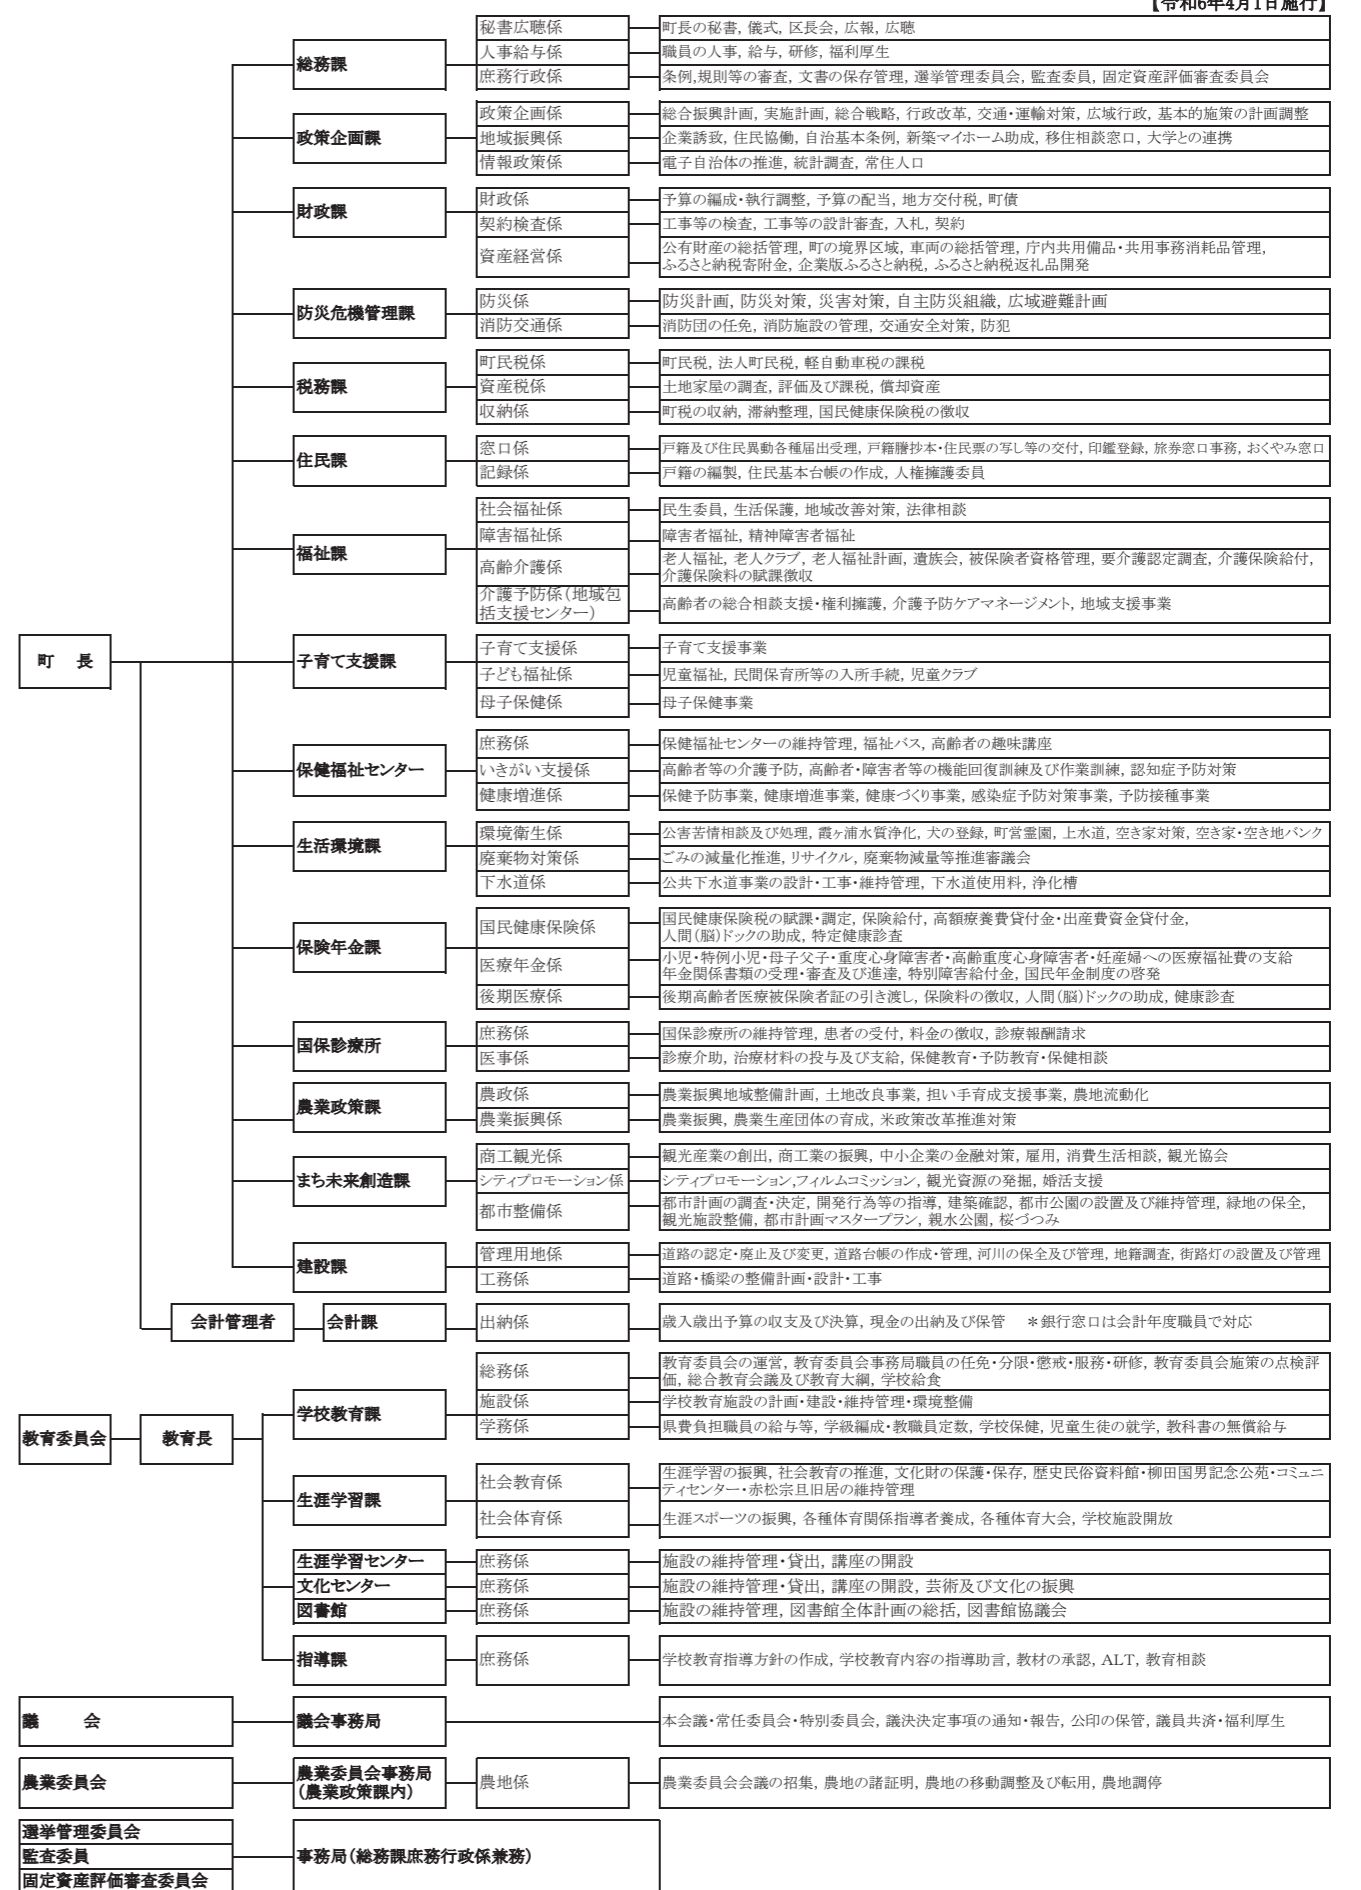 【令和6年4月1日施行】
秘書広聴係 町長の秘書, 儀式, 区長会, 広報, 広聴
総務課 人事給与係 職員の人事, 給与, 研修, 福利厚生
庶務行政係 条例,規則等の審査, 文書の保存管理, 選挙管理委員会, 監査委員, 固定資産評価審査委員会
政策企画係 総合振興計画, 実施計画, 総合戦略, 行政改革, 交通・運輸対策, 広域行政, 基本的施策の計画調整
政策企画課 地域振興係 企業誘致, 住民協働, 自治基本条例, 新築マイホーム助成, 移住相談窓口, 大学との連携
情報政策係 電子自治体の推進, 統計調査, 常住人口
財政課 財政係 予算の編成・執行調整, 予算の配当, 地方交付税, 町債
契約検査係 工事等の検査, 工事等の設計審査, 入札, 契約
資産経営係 公有財産の総括管理, 町の境界区域, 車両の総括管理, 庁内共用備品・共用事務消耗品管理,
ふるさと納税寄附金, 企業版ふるさと納税, ふるさと納税返礼品開発
防災危機管理課 防災係 防災計画, 防災対策, 災害対策, 自主防災組織, 広域避難計画
消防交通係 消防団の任免, 消防施設の管理, 交通安全対策, 防犯
町民税係 町民税, 法人町民税, 軽自動車税の課税
税務課 資産税係 土地家屋の調査, 評価及び課税, 償却資産
収納係 町税の収納, 滞納整理, 国民健康保険税の徴収
住民課 窓口係 戸籍及び住民異動各種届出受理, 戸籍謄抄本・住民票の写し等の交付, 印鑑登録, 旅券窓口事務, おくやみ窓口
記録係 戸籍の編製, 住民基本台帳の作成, 人権擁護委員
社会福祉係 民生委員, 生活保護, 地域改善対策, 法律相談
福祉課 障害福祉係 障害者福祉, 精神障害者福祉
高齢介護係 老人福祉, 老人クラブ, 老人福祉計画, 遺族会, 被保険者資格管理, 要介護認定調査, 介護保険給付,
介護保険料の賦課徴収
介護予防係(地域包
括支援センター) 高齢者の総合相談支援・権利擁護, 介護予防ケアマネージメント, 地域支援事業
町 長 子育て支援課 子育て支援係 子育て支援事業
子ども福祉係 児童福祉, 民間保育所等の入所手続, 児童クラブ
母子保健係 母子保健事業
庶務係 保健福祉センターの維持管理, 福祉バス, 高齢者の趣味講座
保健福祉センター いきがい支援係 高齢者等の介護予防, 高齢者・障害者等の機能回復訓練及び作業訓練, 認知症予防対策
健康増進係 保健予防事業, 健康増進事業, 健康づくり事業, 感染症予防対策事業, 予防接種事業
生活環境課 環境衛生係 公害苦情相談及び処理, 霞ヶ浦水質浄化, 犬の登録, 町営霊園, 上水道, 空き家対策, 空き家・空き地バンク
廃棄物対策係 ごみの減量化推進, リサイクル, 廃棄物減量等推進審議会
下水道係 公共下水道事業の設計・工事・維持管理, 下水道使用料, 浄化槽
保険年金課 国民健康保険係 国民健康保険税の賦課・調定, 保険給付, 高額療養費貸付金・出産費資金貸付金,
人間(脳)ドックの助成, 特定健康診査
医療年金係 小児・特例小児・母子父子・重度心身障害者・高齢重度心身障害者・妊産婦への医療福祉費の支給
年金関係書類の受理・審査及び進達, 特別障害給付金, 国民年金制度の啓発
後期医療係 後期高齢者医療被保険者証の引き渡し, 保険料の徴収, 人間(脳)ドックの助成, 健康診査
国保診療所 庶務係 国保診療所の維持管理, 患者の受付, 料金の徴収, 診療報酬請求
医事係 診療介助, 治療材料の投与及び支給, 保健教育・予防教育・保健相談
農業政策課 農政係 農業振興地域整備計画, 土地改良事業, 担い手育成支援事業, 農地流動化
農業振興係 農業振興, 農業生産団体の育成, 米政策改革推進対策
商工観光係 観光産業の創出, 商工業の振興, 中小企業の金融対策, 雇用, 消費生活相談, 観光協会
まち未来創造課 シティプロモーション係 シティプロモーション,フィルムコミッション, 観光資源の発掘, 婚活支援
都市整備係 都市計画の調査・決定, 開発行為等の指導, 建築確認, 都市公園の設置及び維持管理, 緑地の保全,
観光施設整備, 都市計画マスタープラン, 親水公園, 桜づつみ
建設課 管理用地係 道路の認定・廃止及び変更, 道路台帳の作成・管理, 河川の保全及び管理, 地籍調査, 街路灯の設置及び管理
工務係 道路・橋梁の整備計画・設計・工事
会計管理者 会計課 出納係 歳入歳出予算の収支及び決算, 現金の出納及び保管 *銀行窓口は会計年度職員で対応
総務係 教育委員会の運営, 教育委員会事務局職員の任免・分限・懲戒・服務・研修, 教育委員会施策の点検評
価, 総合教育会議及び教育大綱, 学校給食
学校教育課 施設係 学校教育施設の計画・建設・維持管理・環境整備
学務係 県費負担職員の給与等, 学級編成・教職員定数, 学校保健, 児童生徒の就学, 教科書の無償給与
教育委員会 教育長
生涯学習課 社会教育係 生涯学習の振興, 社会教育の推進, 文化財の保護・保存, 歴史民俗資料館・柳田国男記念公苑・コミュニ
ティセンター・赤松宗旦旧居の維持管理
社会体育係 生涯スポーツの振興, 各種体育関係指導者養成, 各種体育大会, 学校施設開放
生涯学習センター 庶務係 施設の維持管理・貸出, 講座の開設
文化センター 庶務係 施設の維持管理・貸出, 講座の開設, 芸術及び文化の振興
図書館 庶務係 施設の維持管理, 図書館全体計画の総括, 図書館協議会
指導課 庶務係 学校教育指導方針の作成, 学校教育内容の指導助言, 教材の承認, ALT, 教育相談
議 会 議会事務局 本会議・常任委員会・特別委員会, 議決決定事項の通知・報告, 公印の保管, 議員共済・福利厚生
農業委員会 農業委員会事務局
(農業政策課内) 農地係 農業委員会会議の招集, 農地の諸証明, 農地の移動調整及び転用, 農地調停
選挙管理委員会
監査委員 事務局(総務課庶務行政係兼務)
固定資産評価審査委員会